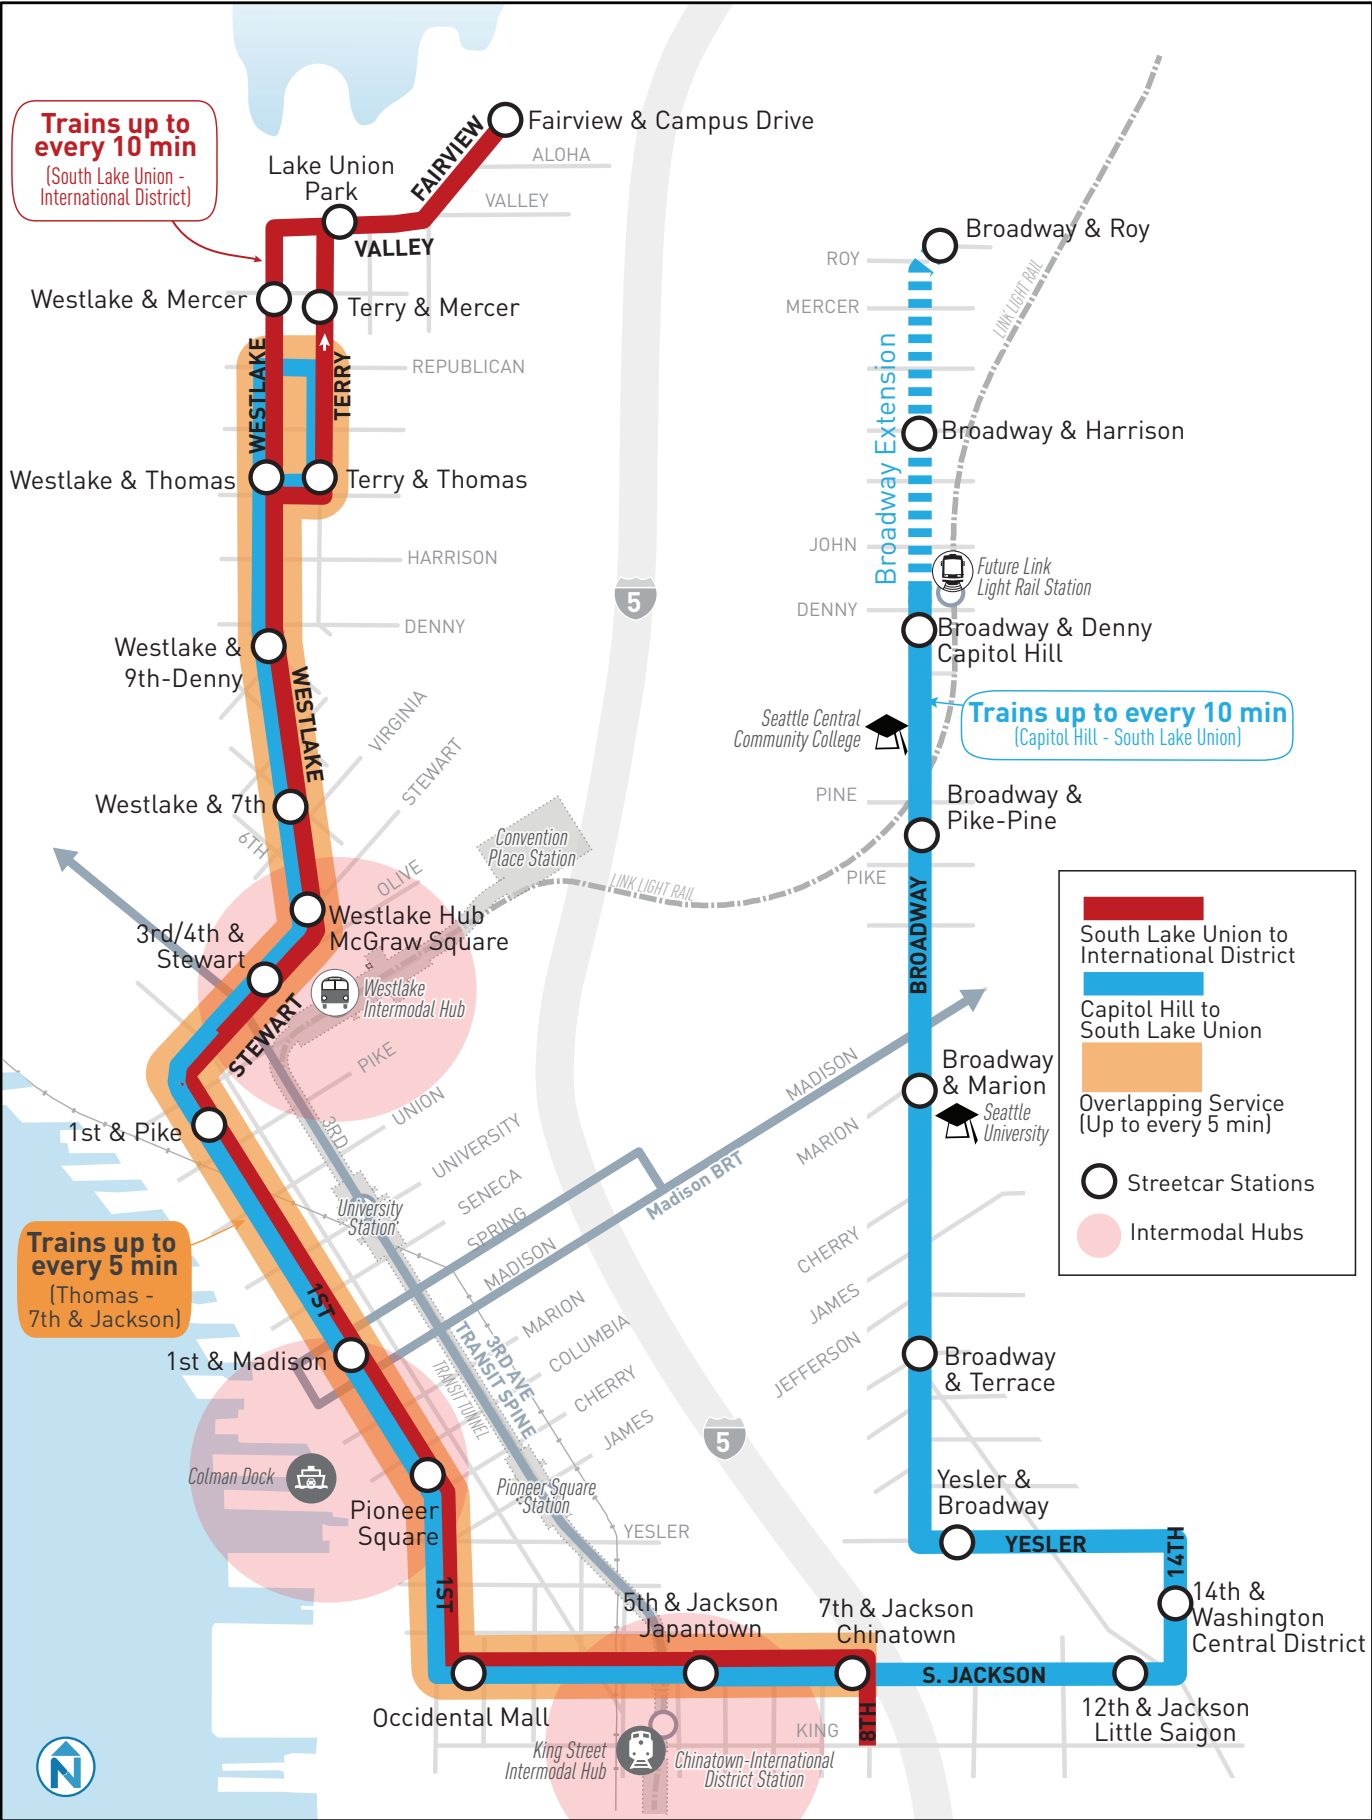 Trains up to
every 10 min
(South Lake Union -
International District)
Fairview & Campus Drive
FAIRVIEW
ALOHA
VALLEY
Lake Union
Park
VALLEY
Westlake & Mercer
Terry & Mercer
WESTLAKE
TERRY
REPUBLICAN
Westlake & Thomas
Terry & Thomas
HARRISON
DENNY
Westlake &
9th-Denny
WESTLAKE
VIRGINIA
STEWART
Westlake & 7th
6TH
OLIVE
Convention
Place Station
LINK LIGHT RAIL
Westlake Hub
McGraw Square
3rd/4th &
Stewart
Westlake
Intermodal Hub
STEWART
PIKE
UNION
3RD
UNIVERSITY
SENECA
SPRING
MADISON
1st & Pike
University
Station
Trains up to
every 5 min
(Thomas -
7th & Jackson)
1ST
1st & Madison
MARION
COLUMBIA
CHERRY
JAMES
3RD AVE
TRANSIT SPINE
TRANSIT TUNNEL
Colman Dock
Pioneer
Square
Pioneer Square
Station
YESLER
1ST
5th & Jackson
Japantown
7th & Jackson
Chinatown
Occidental Mall
King Street
Intermodal Hub
Chinatown-International
District Station
KING
8TH
S. JACKSON
12th & Jackson
Little Saigon
14th &
Washington
Central District
14TH
YESLER
Yesler &
Broadway
Broadway
& Terrace
JEFFERSON
JAMES
CHERRY
MARION
MADISON
Madison BRT
Seattle
University
Broadway
& Marion
BROADWAY
PIKE
PINE
Broadway &
Pike-Pine
Seattle Central
Community College
Trains up to every 10 min
(Capitol Hill - South Lake Union)
Broadway & Denny
Capitol Hill
DENNY
JOHN
Future Link
Light Rail Station
Broadway Extension
Broadway & Harrison
MERCER
ROY
Broadway & Roy
LINK LIGHT RAIL
5
5
South Lake Union to
International District
Capitol Hill to
South Lake Union
Overlapping Service
(Up to every 5 min)
Streetcar Stations
Intermodal Hubs
N